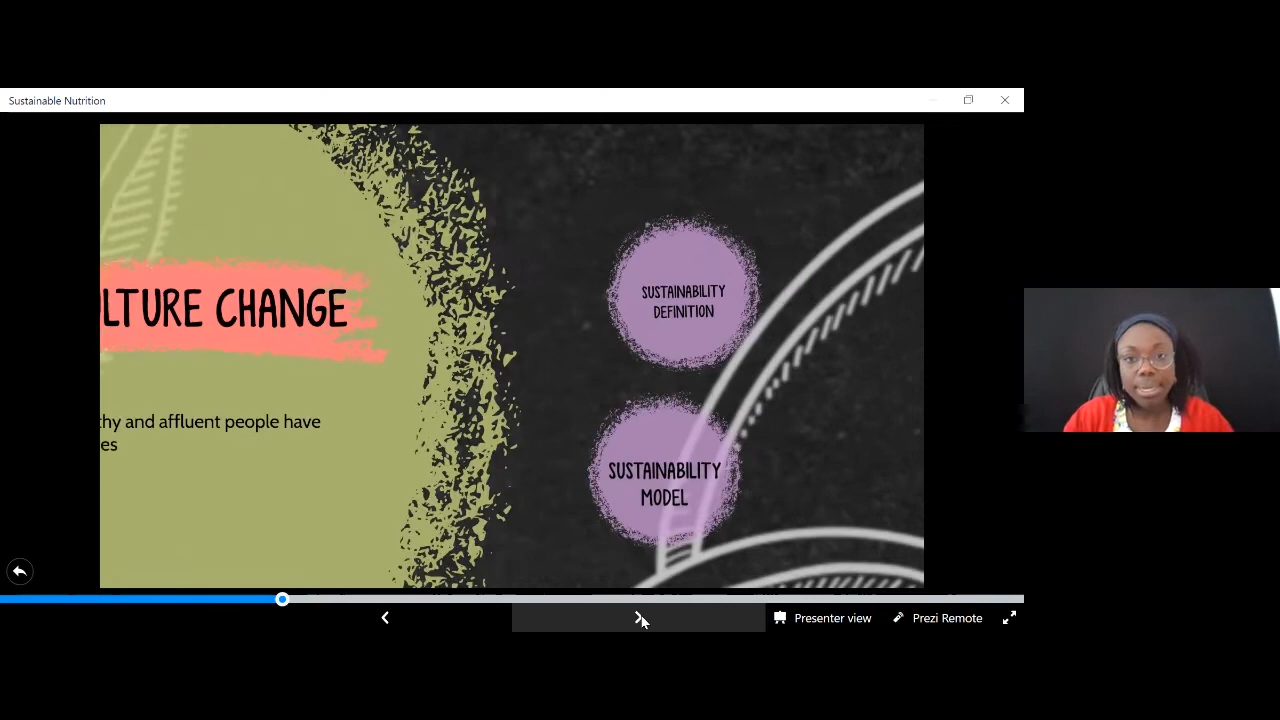 Sustainable Nutrition
LTURE CHANGE
thy and affluent people have
es
SUSTAINABILITY
DEFINITION
SUSTAINABILITY
MODEL
Presenter view
Prezi Remote